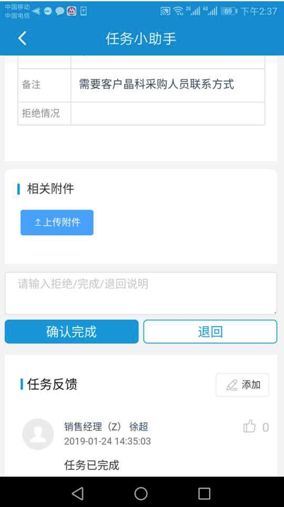 中国移动
中国电信
下午2:37
任务小助手
备注 需要客户晶科采购人员联系方式
拒绝情况
相关附件
上传附件
请输入拒绝/完成/退回说明
确认完成 退回
任务反馈 添加
销售经理（Z） 徐超 0
2019-01-24 14:35:03
任务已完成